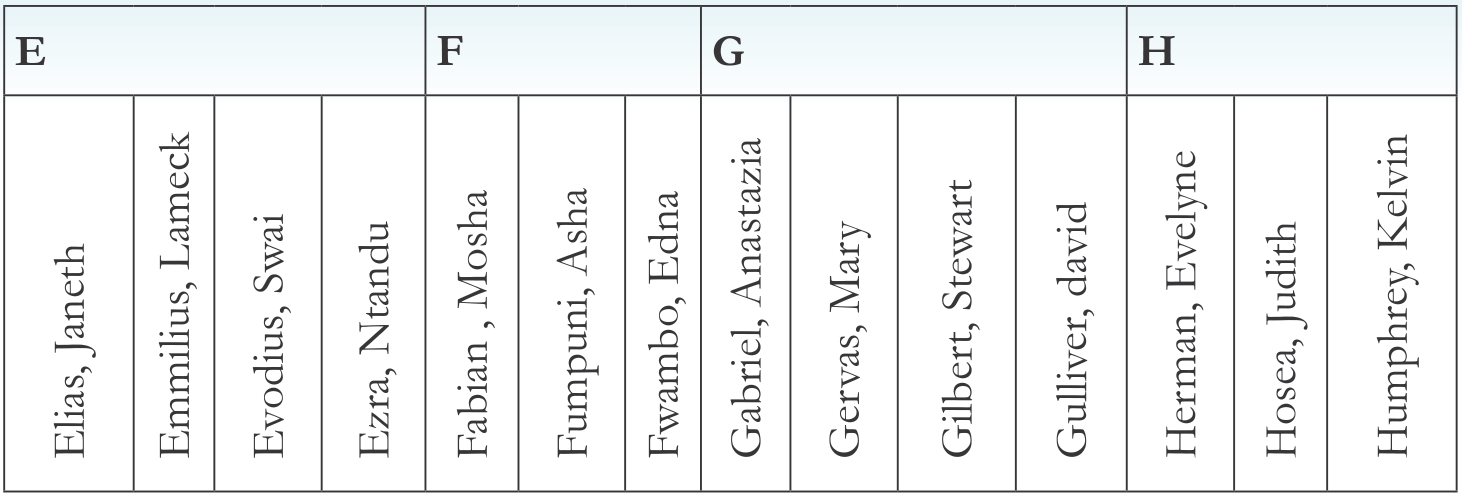 E
F
G
H
Elias, Janeth
Emmilius, Lameck
Evodius, Swai
Ezra, Ntandu
Fabian , Mosha
Fumpuni, Asha
Fwambo, Edna
Gabriel, Anastazia
Gervas, Mary
Gilbert, Stewart
Gulliver, david
Herman, Evelyne
Hosea, Judith
Humphrey, Kelvin